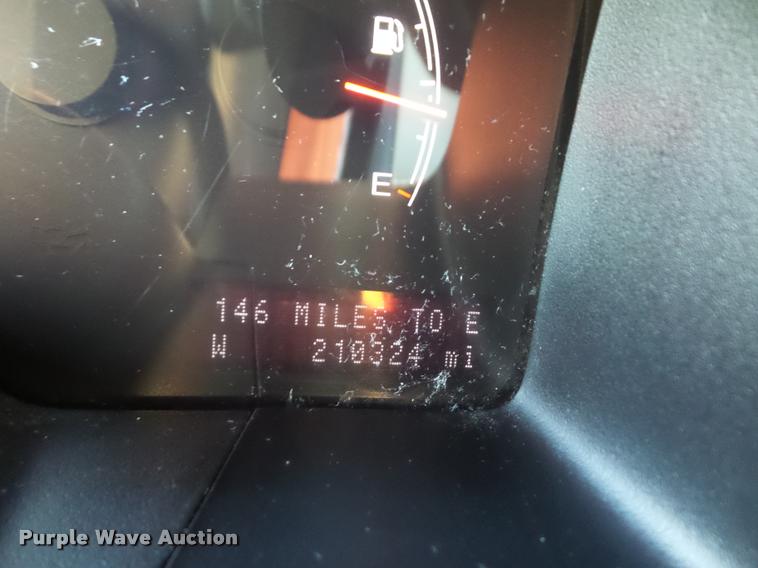 E
146 MILES TO E
W 210324 mi
Purple Wave Auction